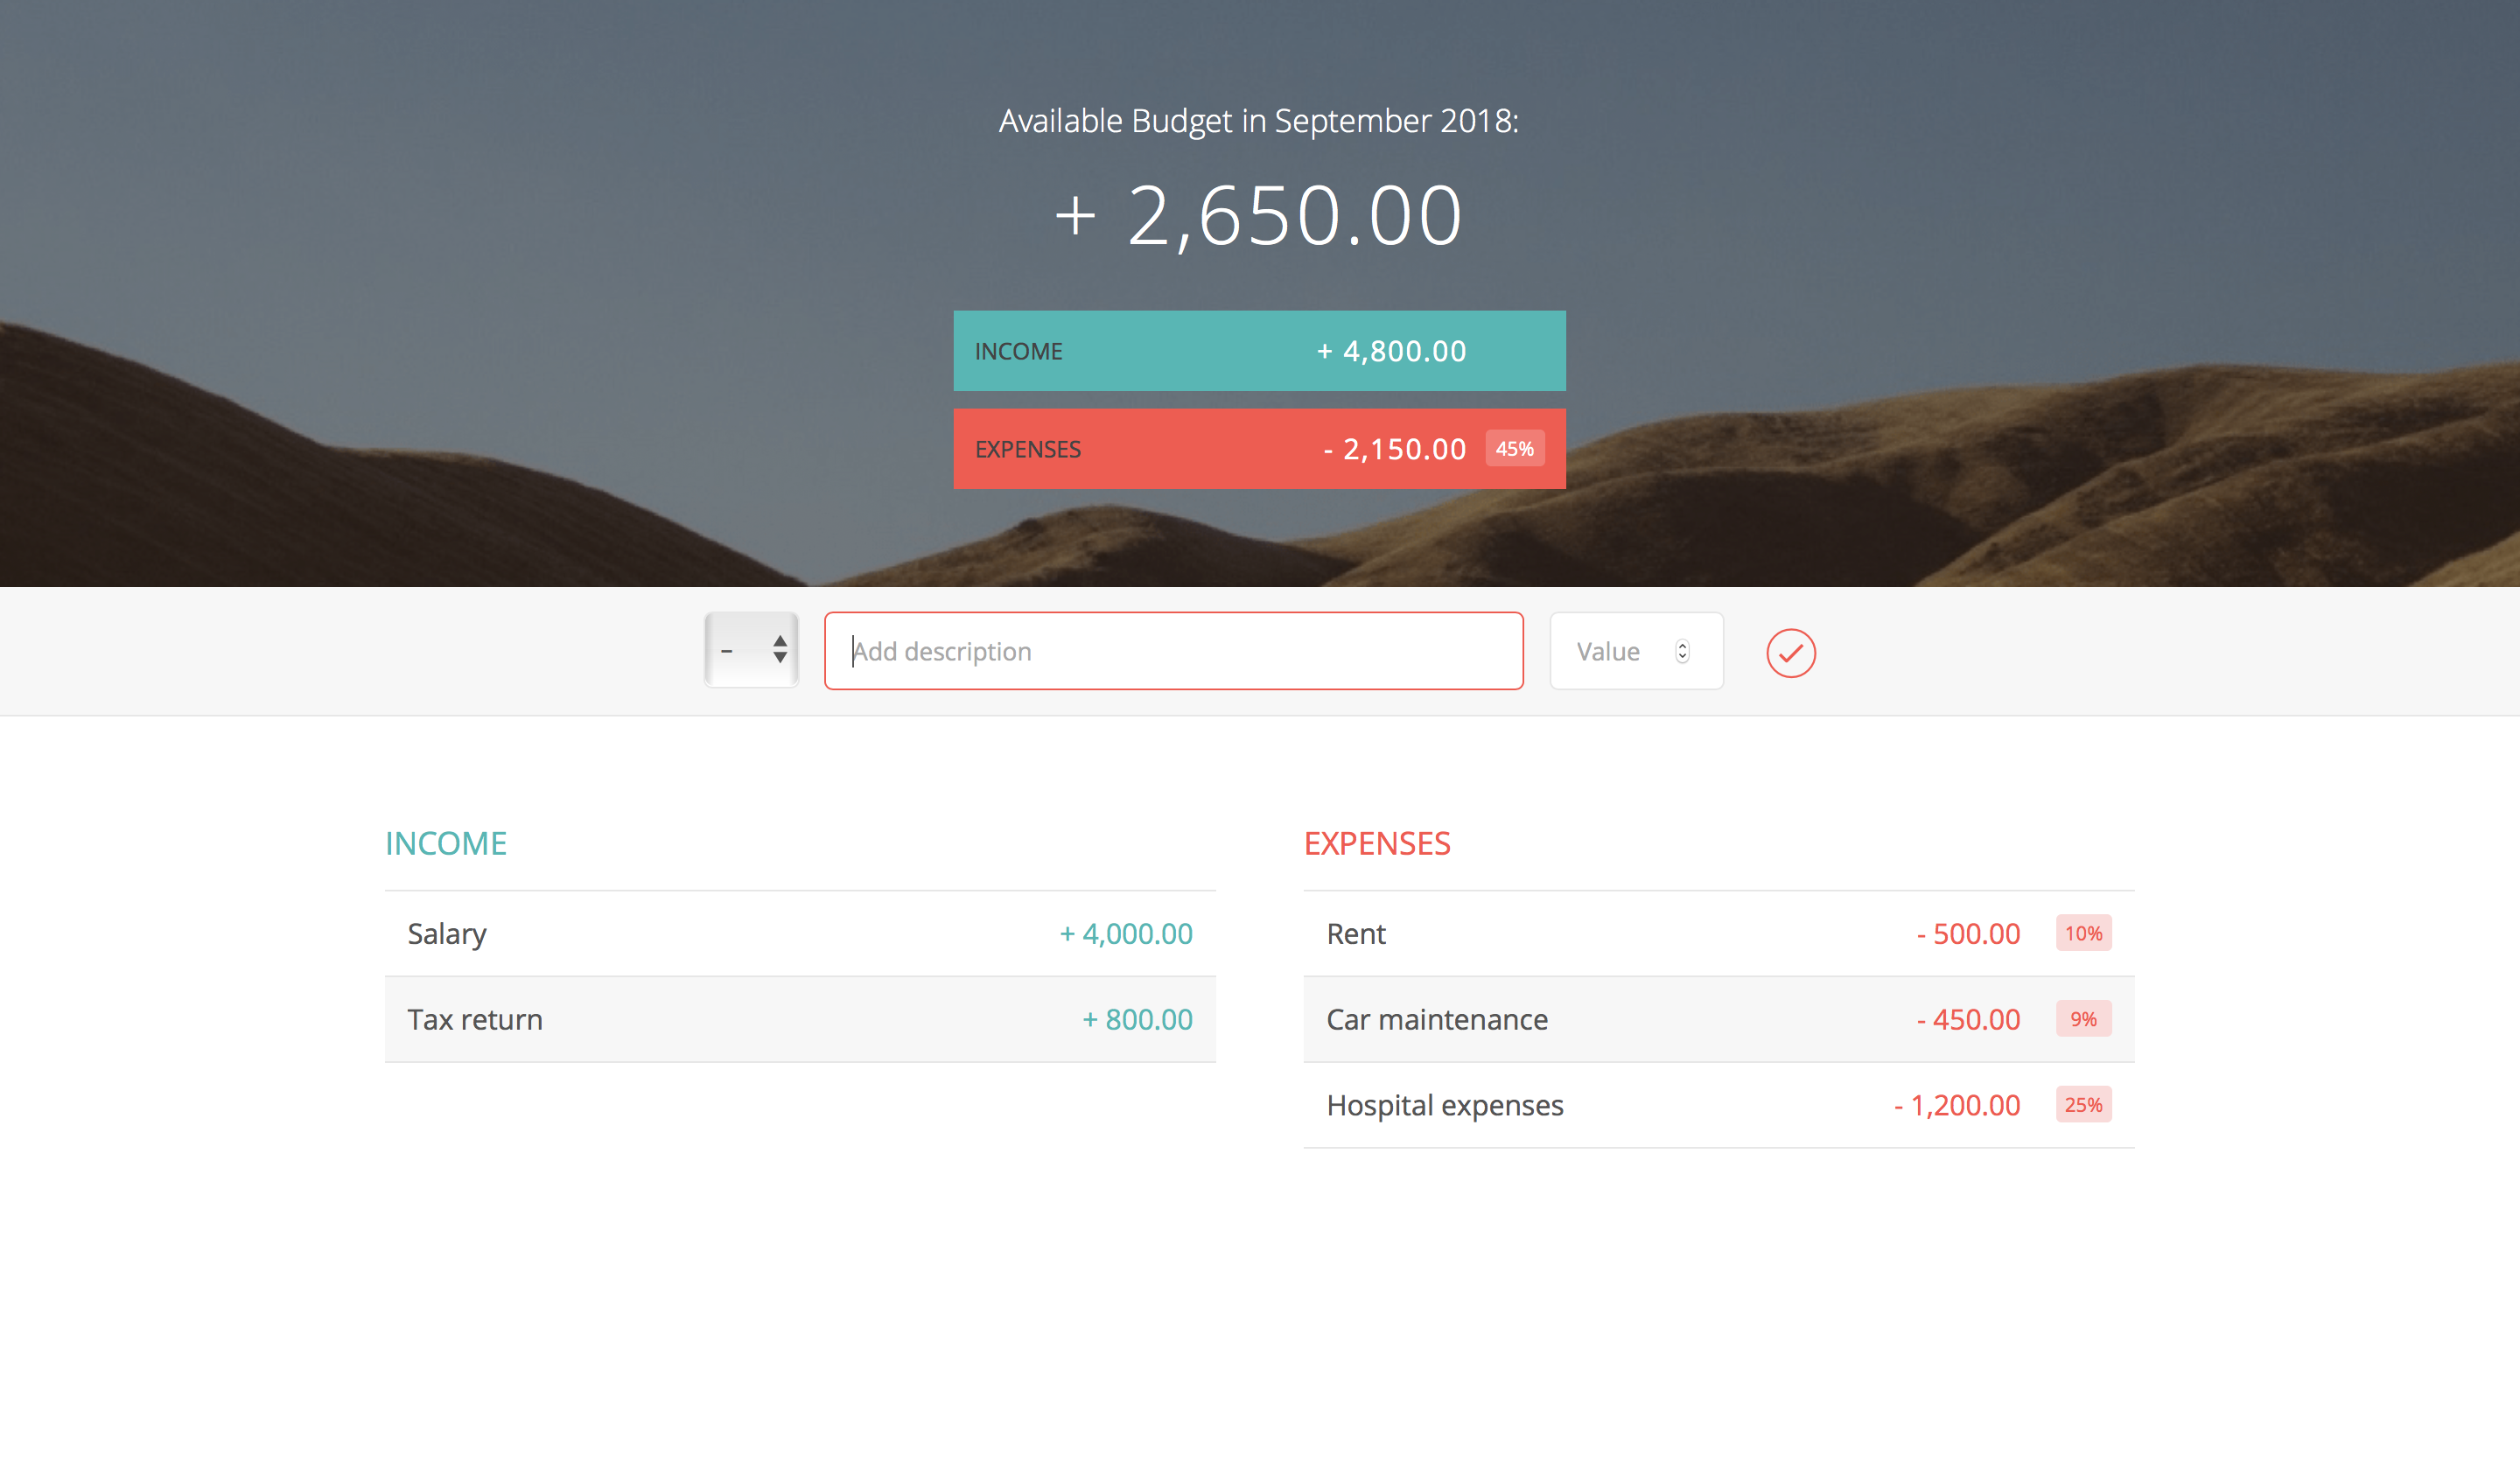 Available Budget in September 2018:
+ 2,650.00
INCOME + 4,800.00
EXPENSES - 2,150.00 45%
– Add description Value
INCOME
Salary + 4,000.00
Tax return + 800.00
EXPENSES
Rent - 500.00 10%
Car maintenance - 450.00 9%
Hospital expenses - 1,200.00 25%